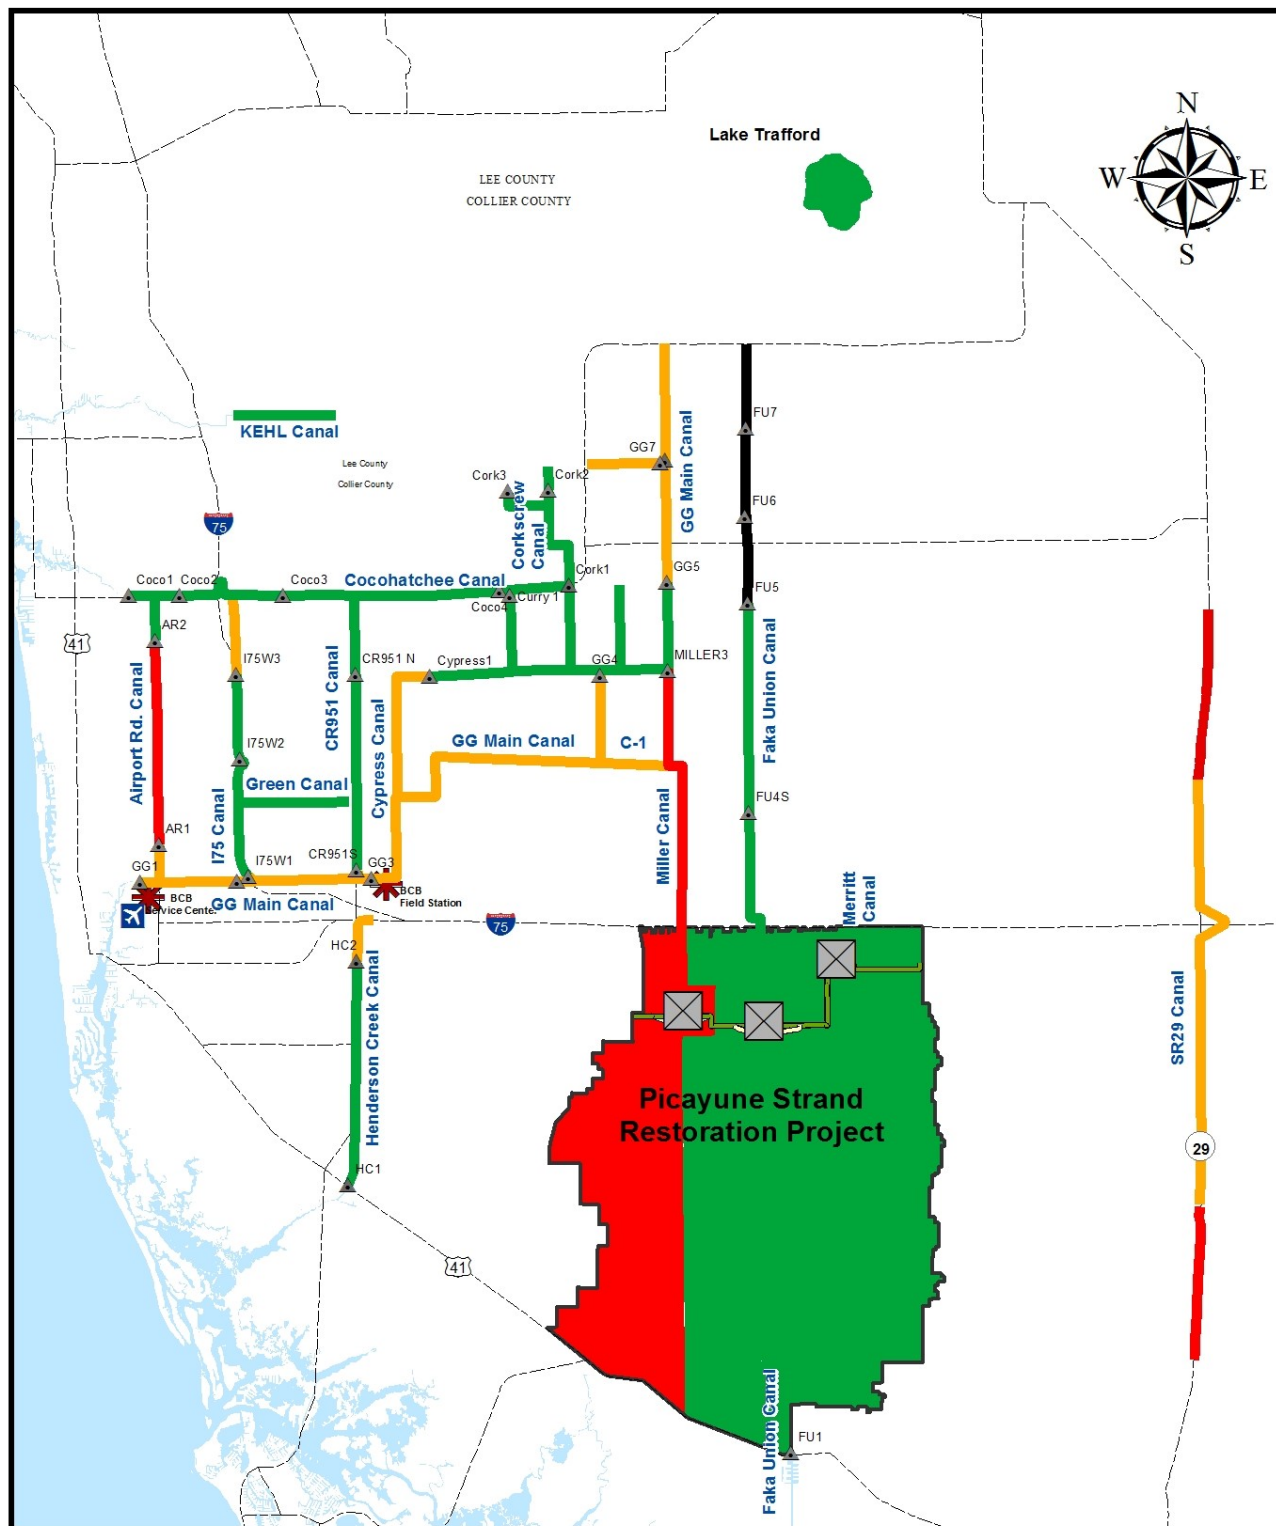 N
W
E
S
Lake Trafford
LEE COUNTY
COLLIER COUNTY
KEHL Canal
Lee County
Collier County
75
GG7
FU7
Cork3
Cork2
Corkscrew
Canal
GG Main Canal
FU6
Coco1
Coco2
Coco3
Cocohatchee Canal
Cork1
GG5
FU5
Coco4
Curry 1
41
AR2
I75W3
CR951 N
Cypress1
GG4
MILLER3
Airport Rd. Canal
CR951 Canal
Cypress Canal
GG Main Canal
C-1
Faka Union Canal
I75W2
Green Canal
I75 Canal
FU4S
Miller Canal
AR1
GG1
I75W1
CR951S
GG3
BCB
Service Cente.
GG Main Canal
BCB
Field Station
75
Merritt
Canal
HC2
Henderson Creek Canal
SR29 Canal
Picayune Strand
Restoration Project
29
HC1
41
Faka Union Canal
FU1